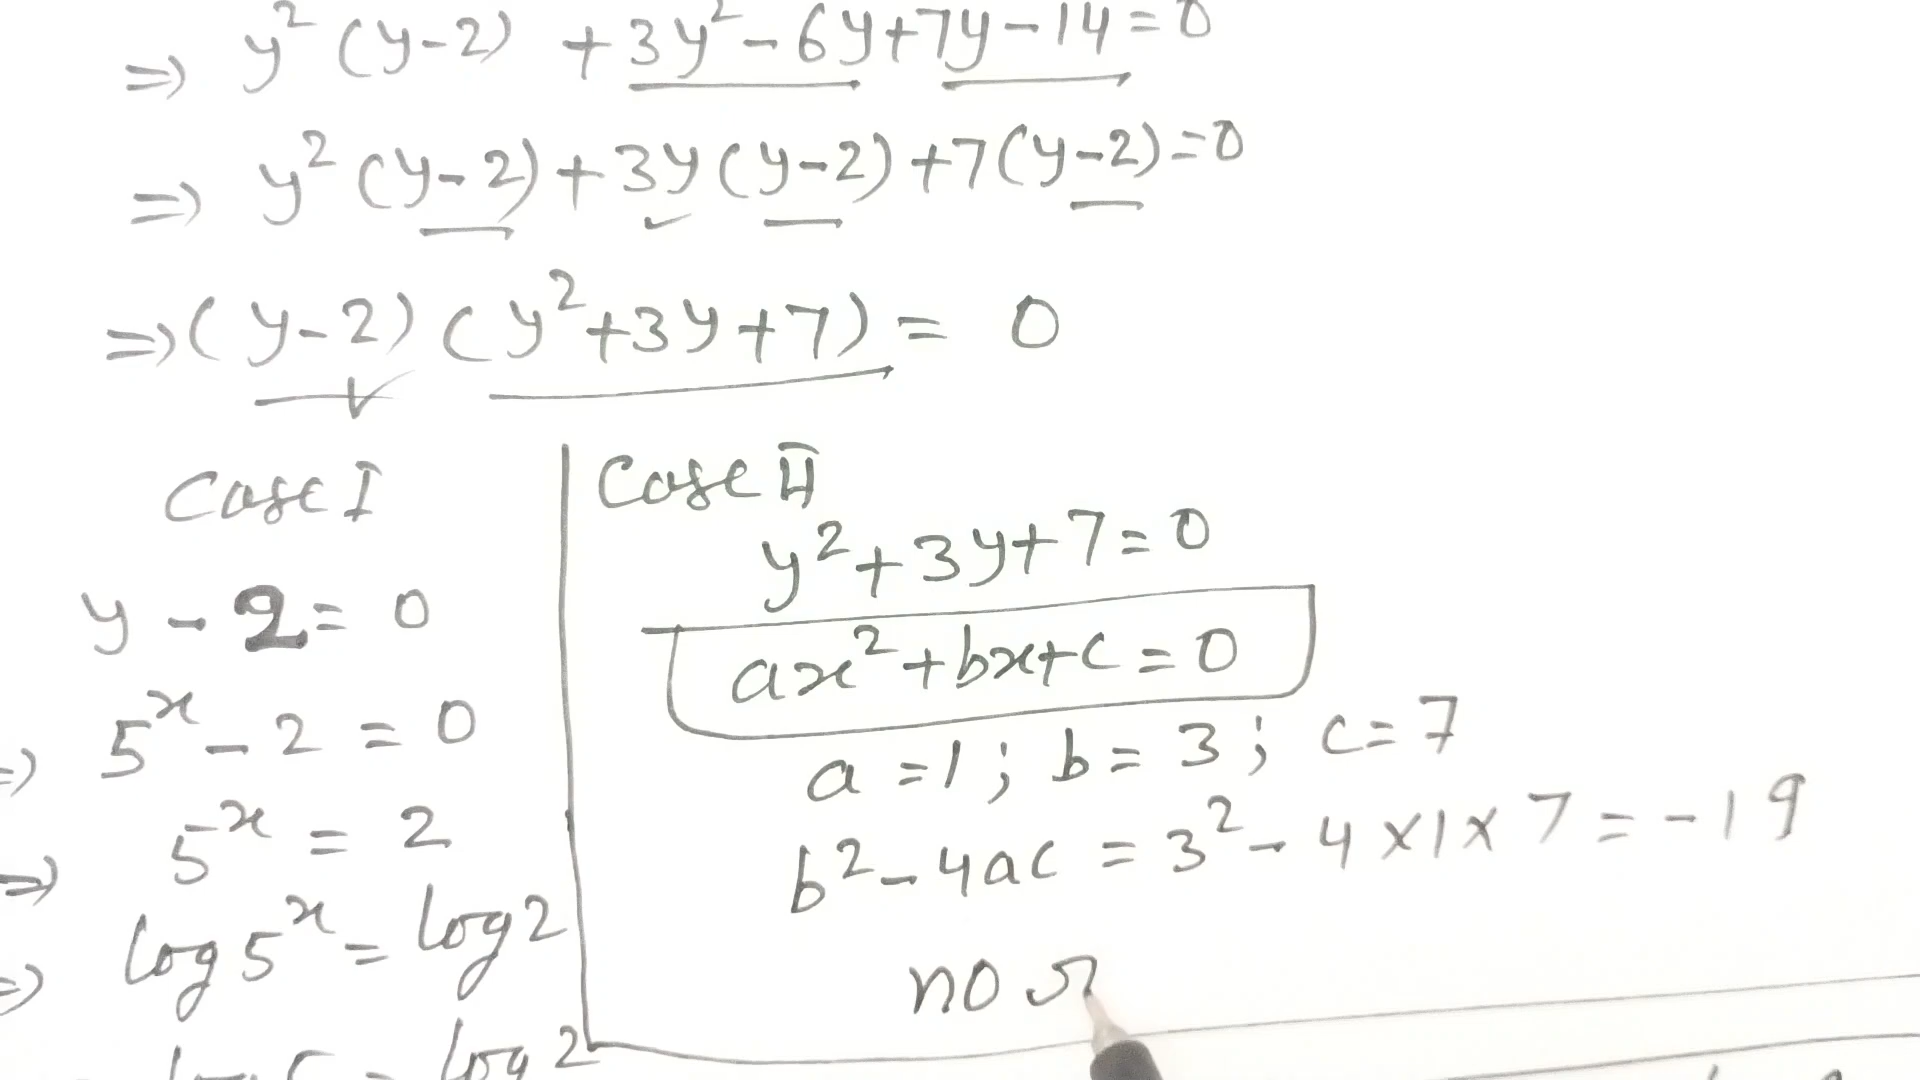 ⇒ y² (y-2) + 3y² - 6y + 7y - 14 = 0
⇒ y² (y-2) + 3y (y-2) + 7(y-2) = 0
⇒ (y-2) (y²+3y+7) = 0
Case I
y - 2 = 0
⇒ 5ˣ - 2 = 0
⇒ 5ˣ = 2
⇒ log 5ˣ = log 2
log 2
Case II
y² + 3y + 7 = 0
ax² + bx + c = 0
a = 1 ; b = 3 ; c = 7
b² - 4ac = 3² - 4 × 1 × 7 = -19
no